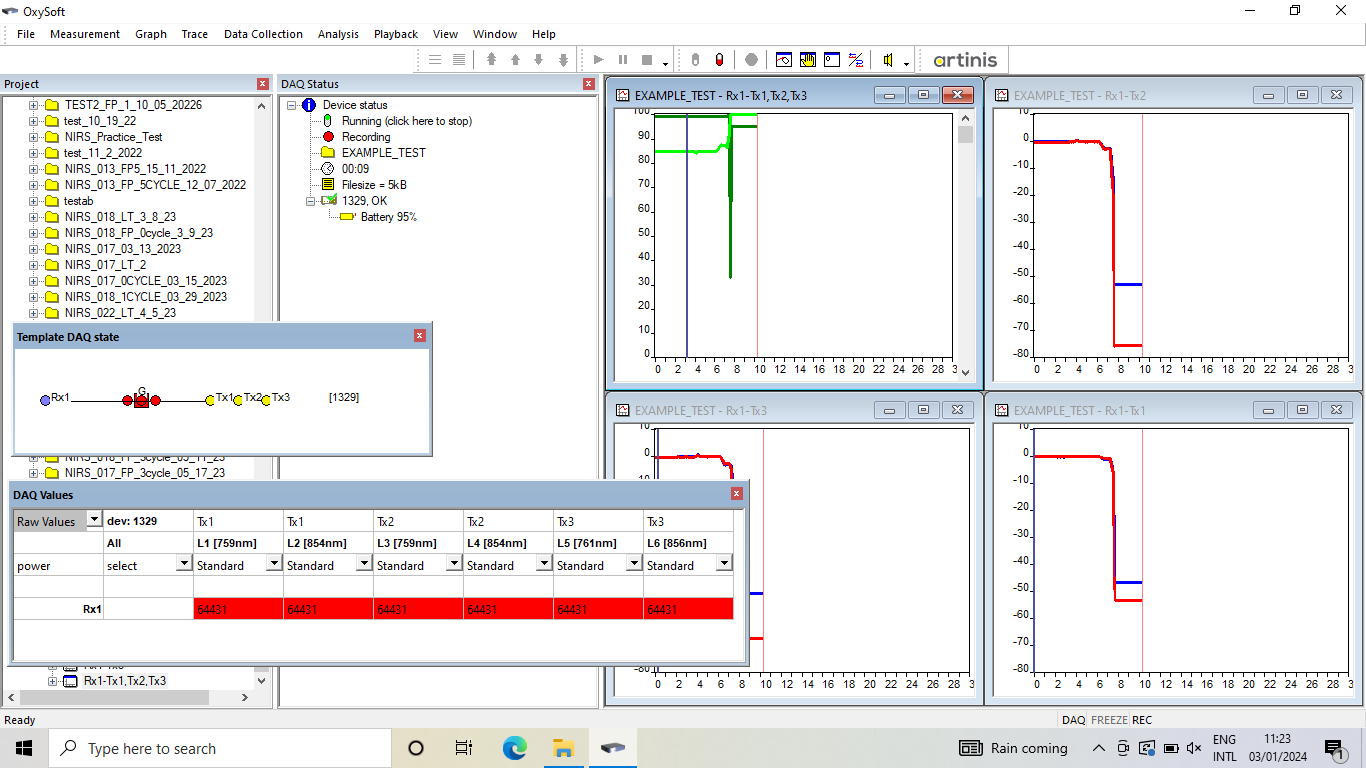 OxySoft
File Measurement Graph Trace Data Collection Analysis Playback View Window Help
artinis
Project
TEST2_FP_1_10_05_20226
test_10_19_22
NIRS_Practice_Test
test_11_2_2022
NIRS_013_FP5_15_11_2022
NIRS_013_FP_5CYCLE_12_07_2022
testab
NIRS_018_LT_3_8_23
NIRS_018_FP_0cycle_3_9_23
NIRS_017_03_13_2023
NIRS_017_LT_2
NIRS_017_0CYCLE_03_15_2023
NIRS_018_1CYCLE_03_29_2023
NIRS_022_LT_4_5_23
DAQ Status
Device status
Running (click here to stop)
Recording
EXAMPLE_TEST
00:09
Filesize = 5kB
1329, OK
Battery 95%
Template DAQ state
G
Rx1 Tx1 Tx2 Tx3 [1329]
NIRS_017_FP_3cycle_05_17_23
DAQ Values
Raw Values dev: 1329 Tx1 Tx1 Tx2 Tx2 Tx3 Tx3
All L1 [759nm] L2 [854nm] L3 [759nm] L4 [854nm] L5 [761nm] L6 [856nm]
power select Standard Standard Standard Standard Standard Standard
Rx1 64431 64431 64431 64431 64431 64431
Rx1-Tx1,Tx2,Tx3
EXAMPLE_TEST - Rx1-Tx1,Tx2,Tx3
100
90
80
70
60
50
40
30
20
10
0
0 2 4 6 8 10 12 14 16 18 20 22 24 26 28 3
EXAMPLE_TEST - Rx1-Tx2
10
0
-10
-20
-30
-40
-50
-60
-70
-80
0 2 4 6 8 10 12 14 16 18 20 22 24 26 28 3
EXAMPLE_TEST - Rx1-Tx3
10
0
-80
0 2 4 6 8 10 12 14 16 18 20 22 24 26 28 3
EXAMPLE_TEST - Rx1-Tx1
10
0
-10
-20
-30
-40
-50
-60
-70
-80
0 2 4 6 8 10 12 14 16 18 20 22 24 26 28 3
Ready
DAQ FREEZE REC
Type here to search
Rain coming
ENG
INTL
11:23
03/01/2024
1